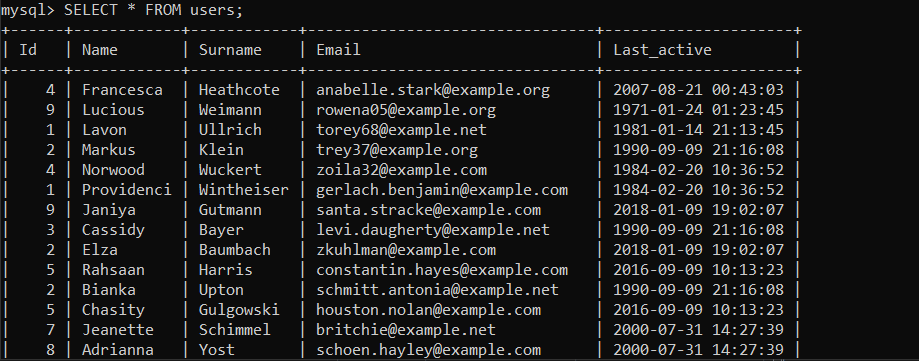 mysql> SELECT * FROM users;
+------+------------+------------+-----------------------------+---------------------+
| Id   | Name       | Surname    | Email                       | Last_active         |
+------+------------+------------+-----------------------------+---------------------+
|    4 | Francesca  | Heathcote  | anabelle.stark@example.org  | 2007-08-21 00:43:03 |
|    9 | Lucious    | Weimann    | rowena05@example.org        | 1971-01-24 01:23:45 |
|    1 | Lavon      | Ullrich    | torey68@example.net         | 1981-01-14 21:13:45 |
|    2 | Markus     | Klein      | trey37@example.org          | 1990-09-09 21:16:08 |
|    4 | Norwood    | Wuckert    | zoila32@example.com         | 1984-02-20 10:36:52 |
|    1 | Providenci | Wintheiser | gerlach.benjamin@example.com | 1984-02-20 10:36:52 |
|    9 | Janiya     | Gutmann    | santa.stracke@example.com   | 2018-01-09 19:02:07 |
|    3 | Cassidy    | Bayer      | levi.daugherty@example.net  | 1990-09-09 21:16:08 |
|    2 | Elza       | Baumbach   | zkuhlman@example.com        | 2018-01-09 19:02:07 |
|    5 | Rahsaan    | Harris     | constantin.hayes@example.com | 2016-09-09 10:13:23 |
|    2 | Bianka     | Upton      | schmitt.antonia@example.net | 1990-09-09 21:16:08 |
|    5 | Chasity    | Gulgowski  | houston.nolan@example.com   | 2016-09-09 10:13:23 |
|    7 | Jeanette   | Schimmel   | britchie@example.net        | 2000-07-31 14:27:39 |
|    8 | Adrianna   | Yost       | schoen.hayley@example.com   | 2000-07-31 14:27:39 |